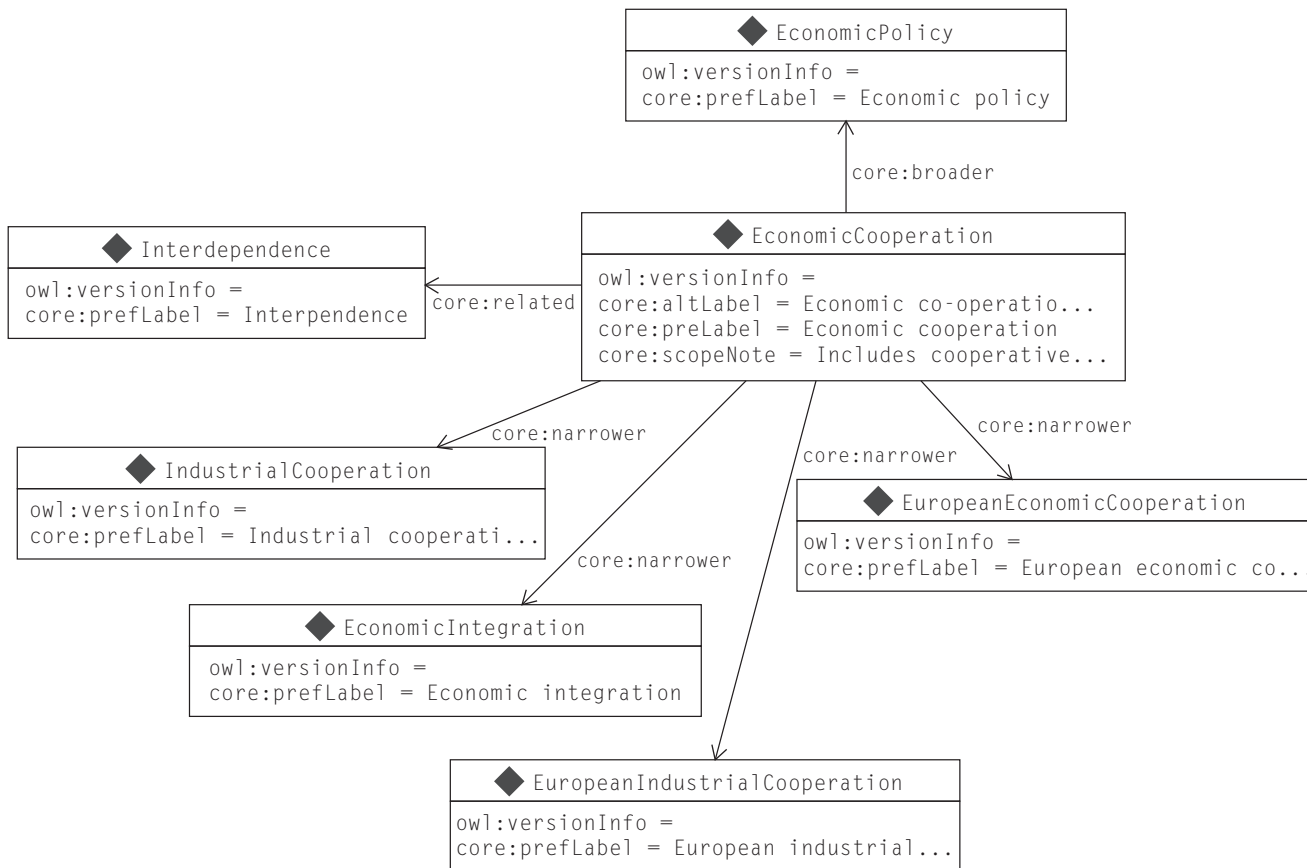 EconomicPolicy
owl:versionInfo =
core:prefLabel = Economic policy
core:broader
EconomicCooperation
owl:versionInfo =
core:altLabel = Economic co-operatio...
core:preLabel = Economic cooperation
core:scopeNote = Includes cooperative...
Interdependence
owl:versionInfo =
core:prefLabel = Interpendence
core:related
core:narrower
core:narrower
core:narrower
core:narrower
IndustrialCooperation
owl:versionInfo =
core:prefLabel = Industrial cooperati...
EuropeanEconomicCooperation
owl:versionInfo =
core:prefLabel = European economic co...
EconomicIntegration
owl:versionInfo =
core:prefLabel = Economic integration
EuropeanIndustrialCooperation
owl:versionInfo =
core:prefLabel = European industrial...